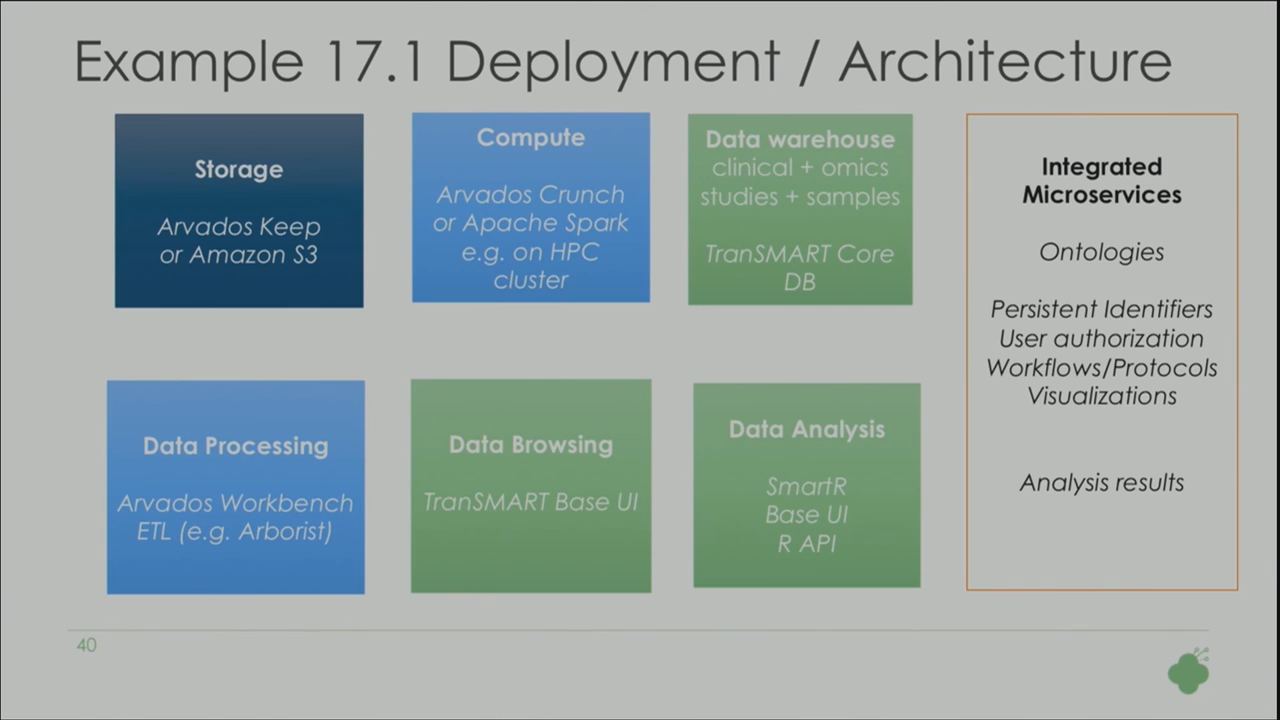 Example 17.1 Deployment / Architecture
Storage
Arvados Keep
or Amazon S3
Compute
Arvados Crunch
or Apache Spark
e.g. on HPC
cluster
Data warehouse
clinical + omics
studies + samples
TranSMART Core
DB
Integrated
Microservices
Ontologies
Persistent Identifiers
User authorization
Workflows/Protocols
Visualizations
Analysis results
Data Processing
Arvados Workbench
ETL (e.g. Arborist)
Data Browsing
TranSMART Base UI
Data Analysis
SmartR
Base UI
R API
40